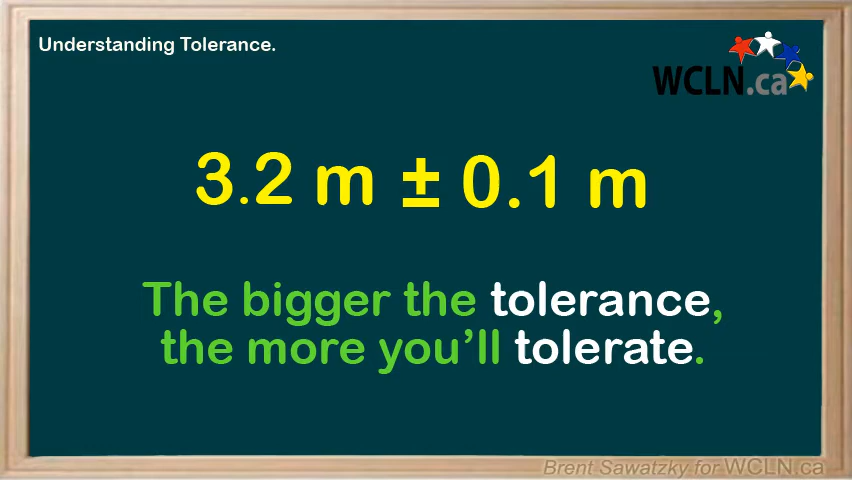 Understanding Tolerance.
WCLN.ca
3.2 m ± 0.1 m
The bigger the tolerance,
the more you'll tolerate.
Brent Sawatzky for WCLN.ca